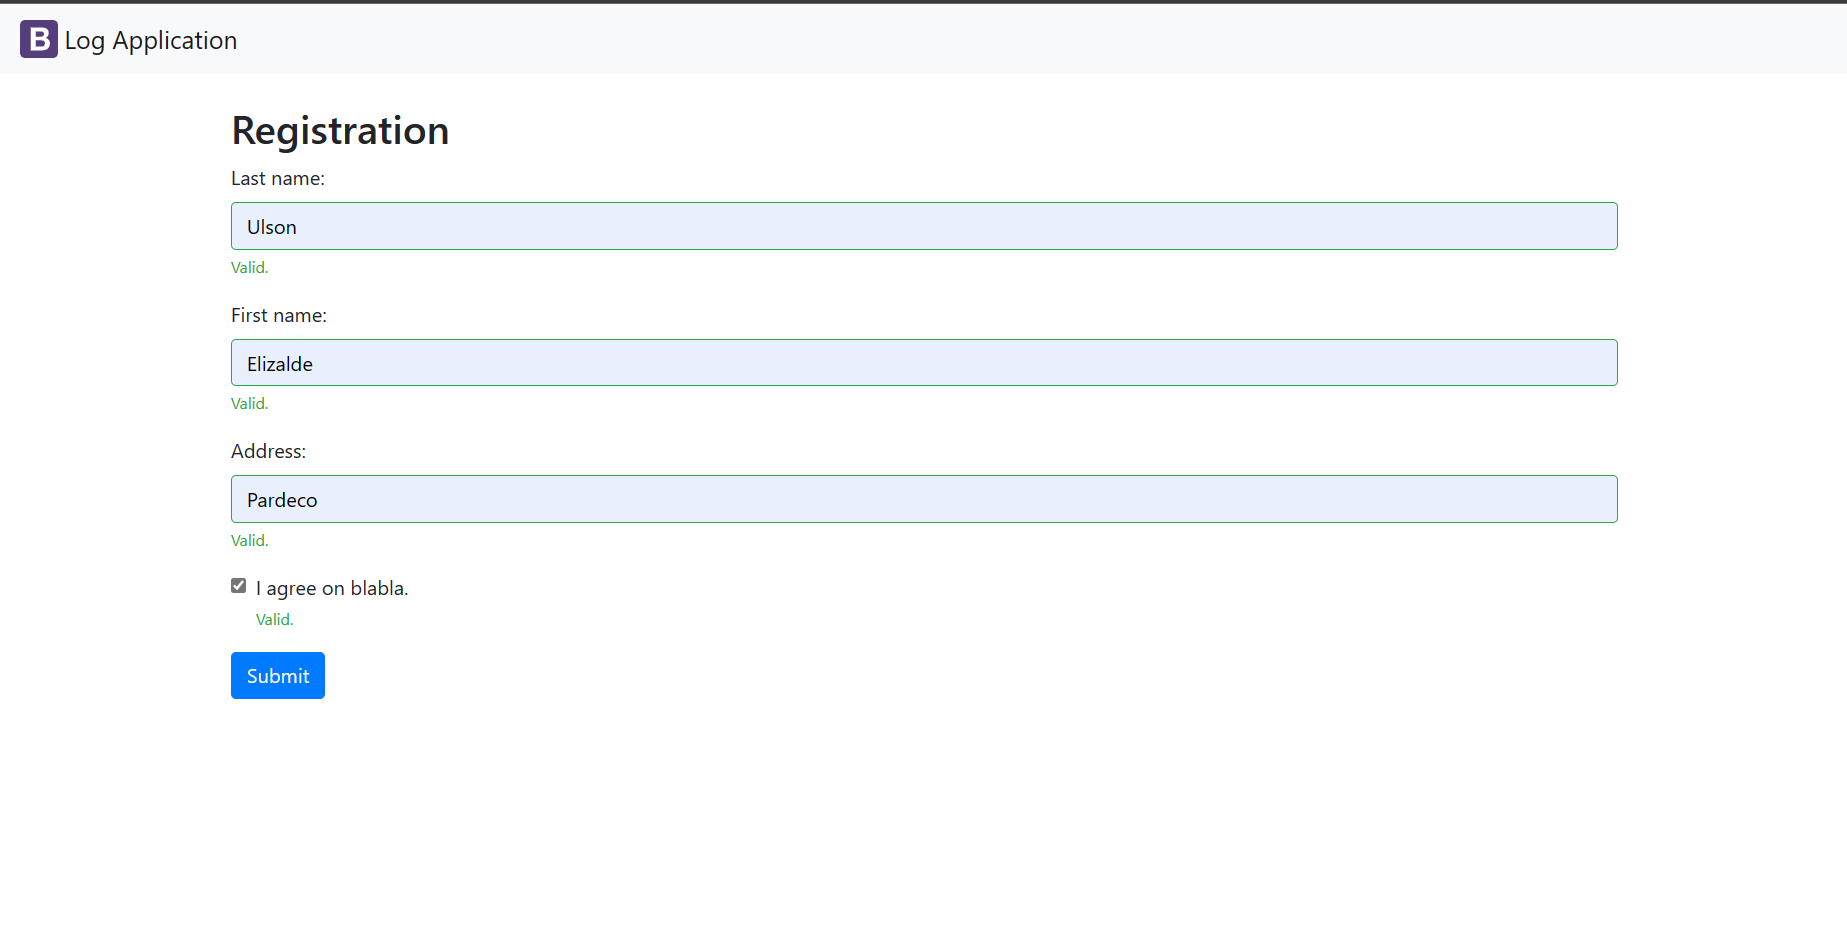 B Log Application
Registration
Last name:
Ulson
Valid.
First name:
Elizalde
Valid.
Address:
Pardeco
Valid.
I agree on blabla.
Valid.
Submit